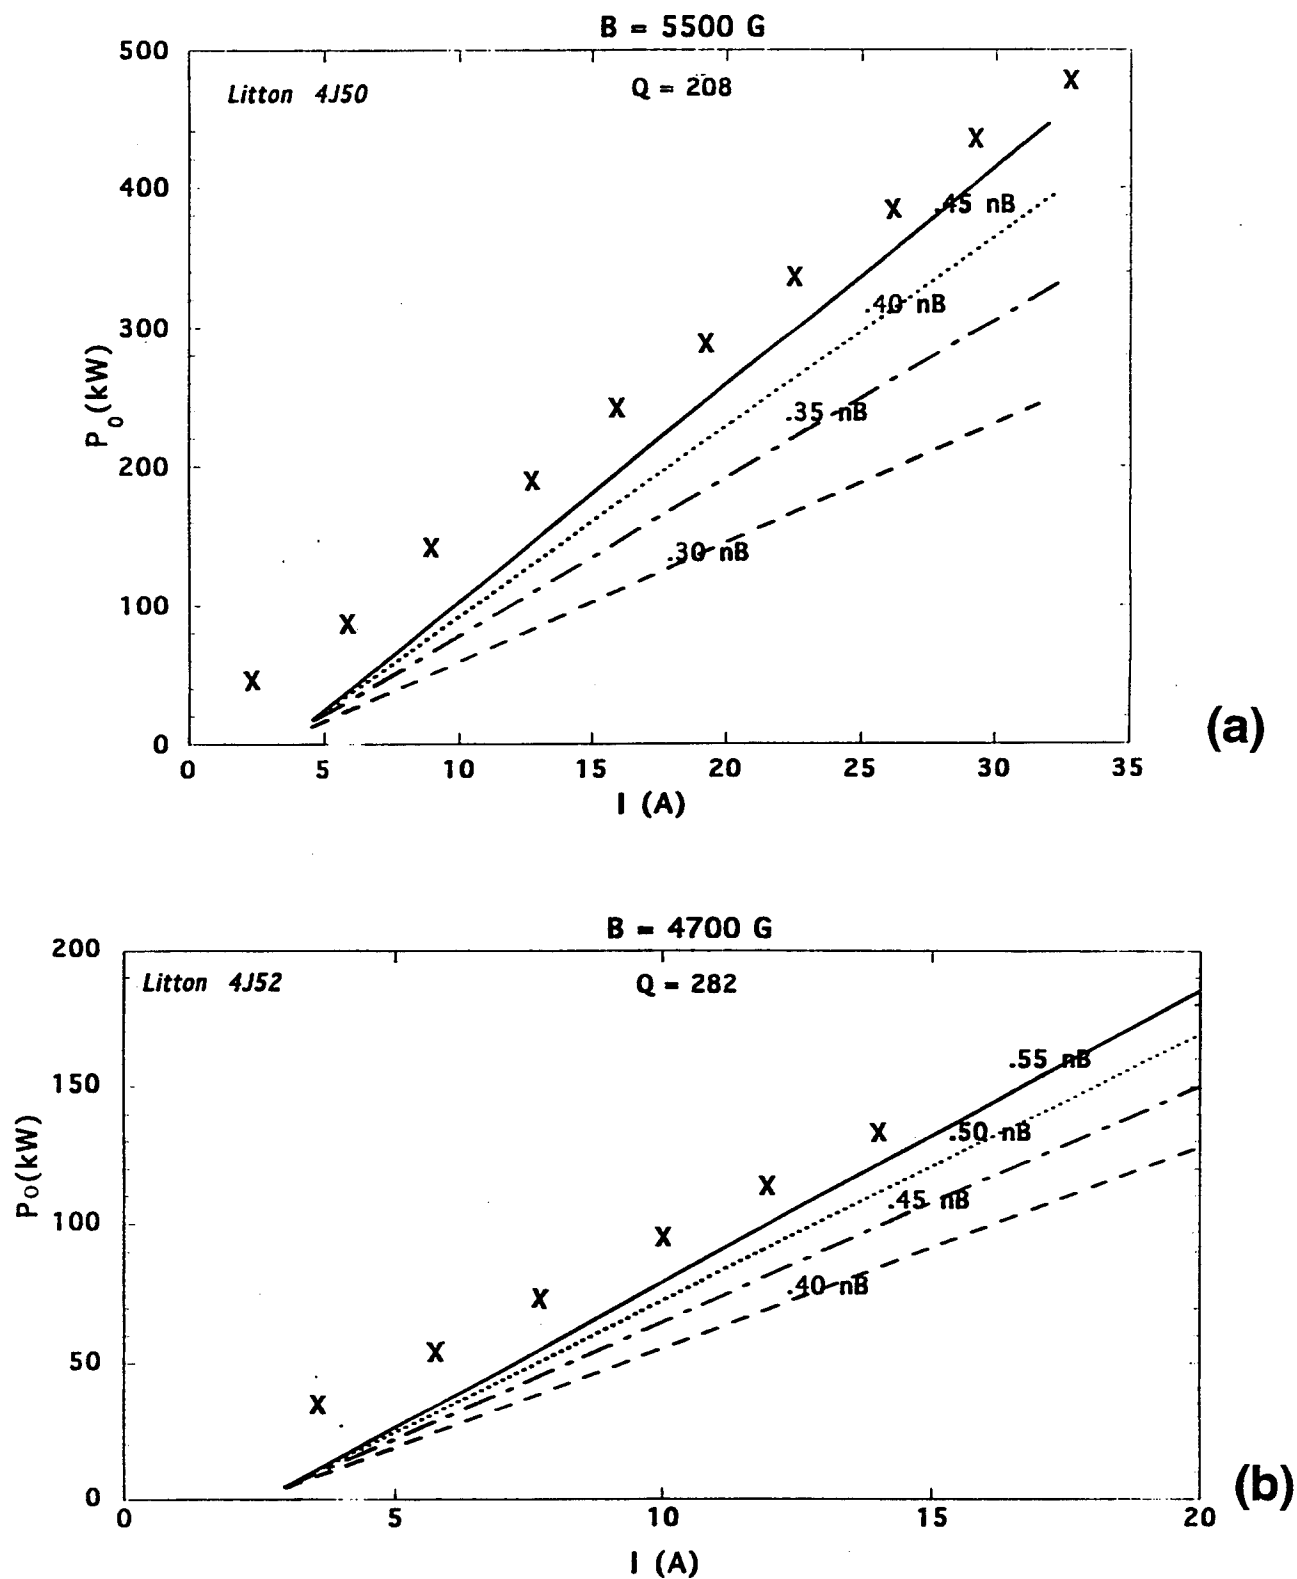 B = 5500 G
500
Litton 4J50
Q = 208
X
X
400
X
.45 nB
X
300
.40 nB
X
P0(kW)
X
.35 nB
200
X
X
.30 nB
100
X
X
0
0 5 10 15 20 25 30 35
I (A)
(a)
B = 4700 G
200
Litton 4J52
Q = 282
.55 nB
150
X
.50 nB
Po(kW)
X
.45 nB
100
X
.40 nB
X
50
X
X
0
0 5 10 15 20
I (A)
(b)